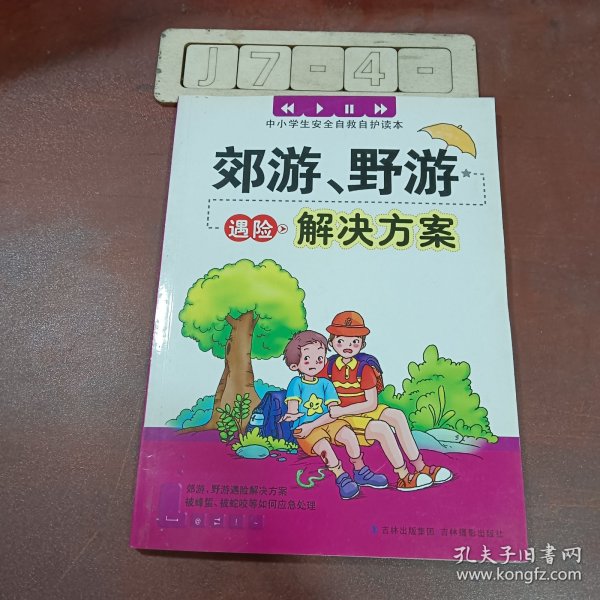 J7-4-
中小学生安全自救自护读本
郊游、野游
遇险 解决方案
郊游、野游遇险解决方案
被蜂蜇、被蛇咬等如何应急处理
吉林出版集团 吉林摄影出版社
孔夫子旧书网
www.kongfz.com